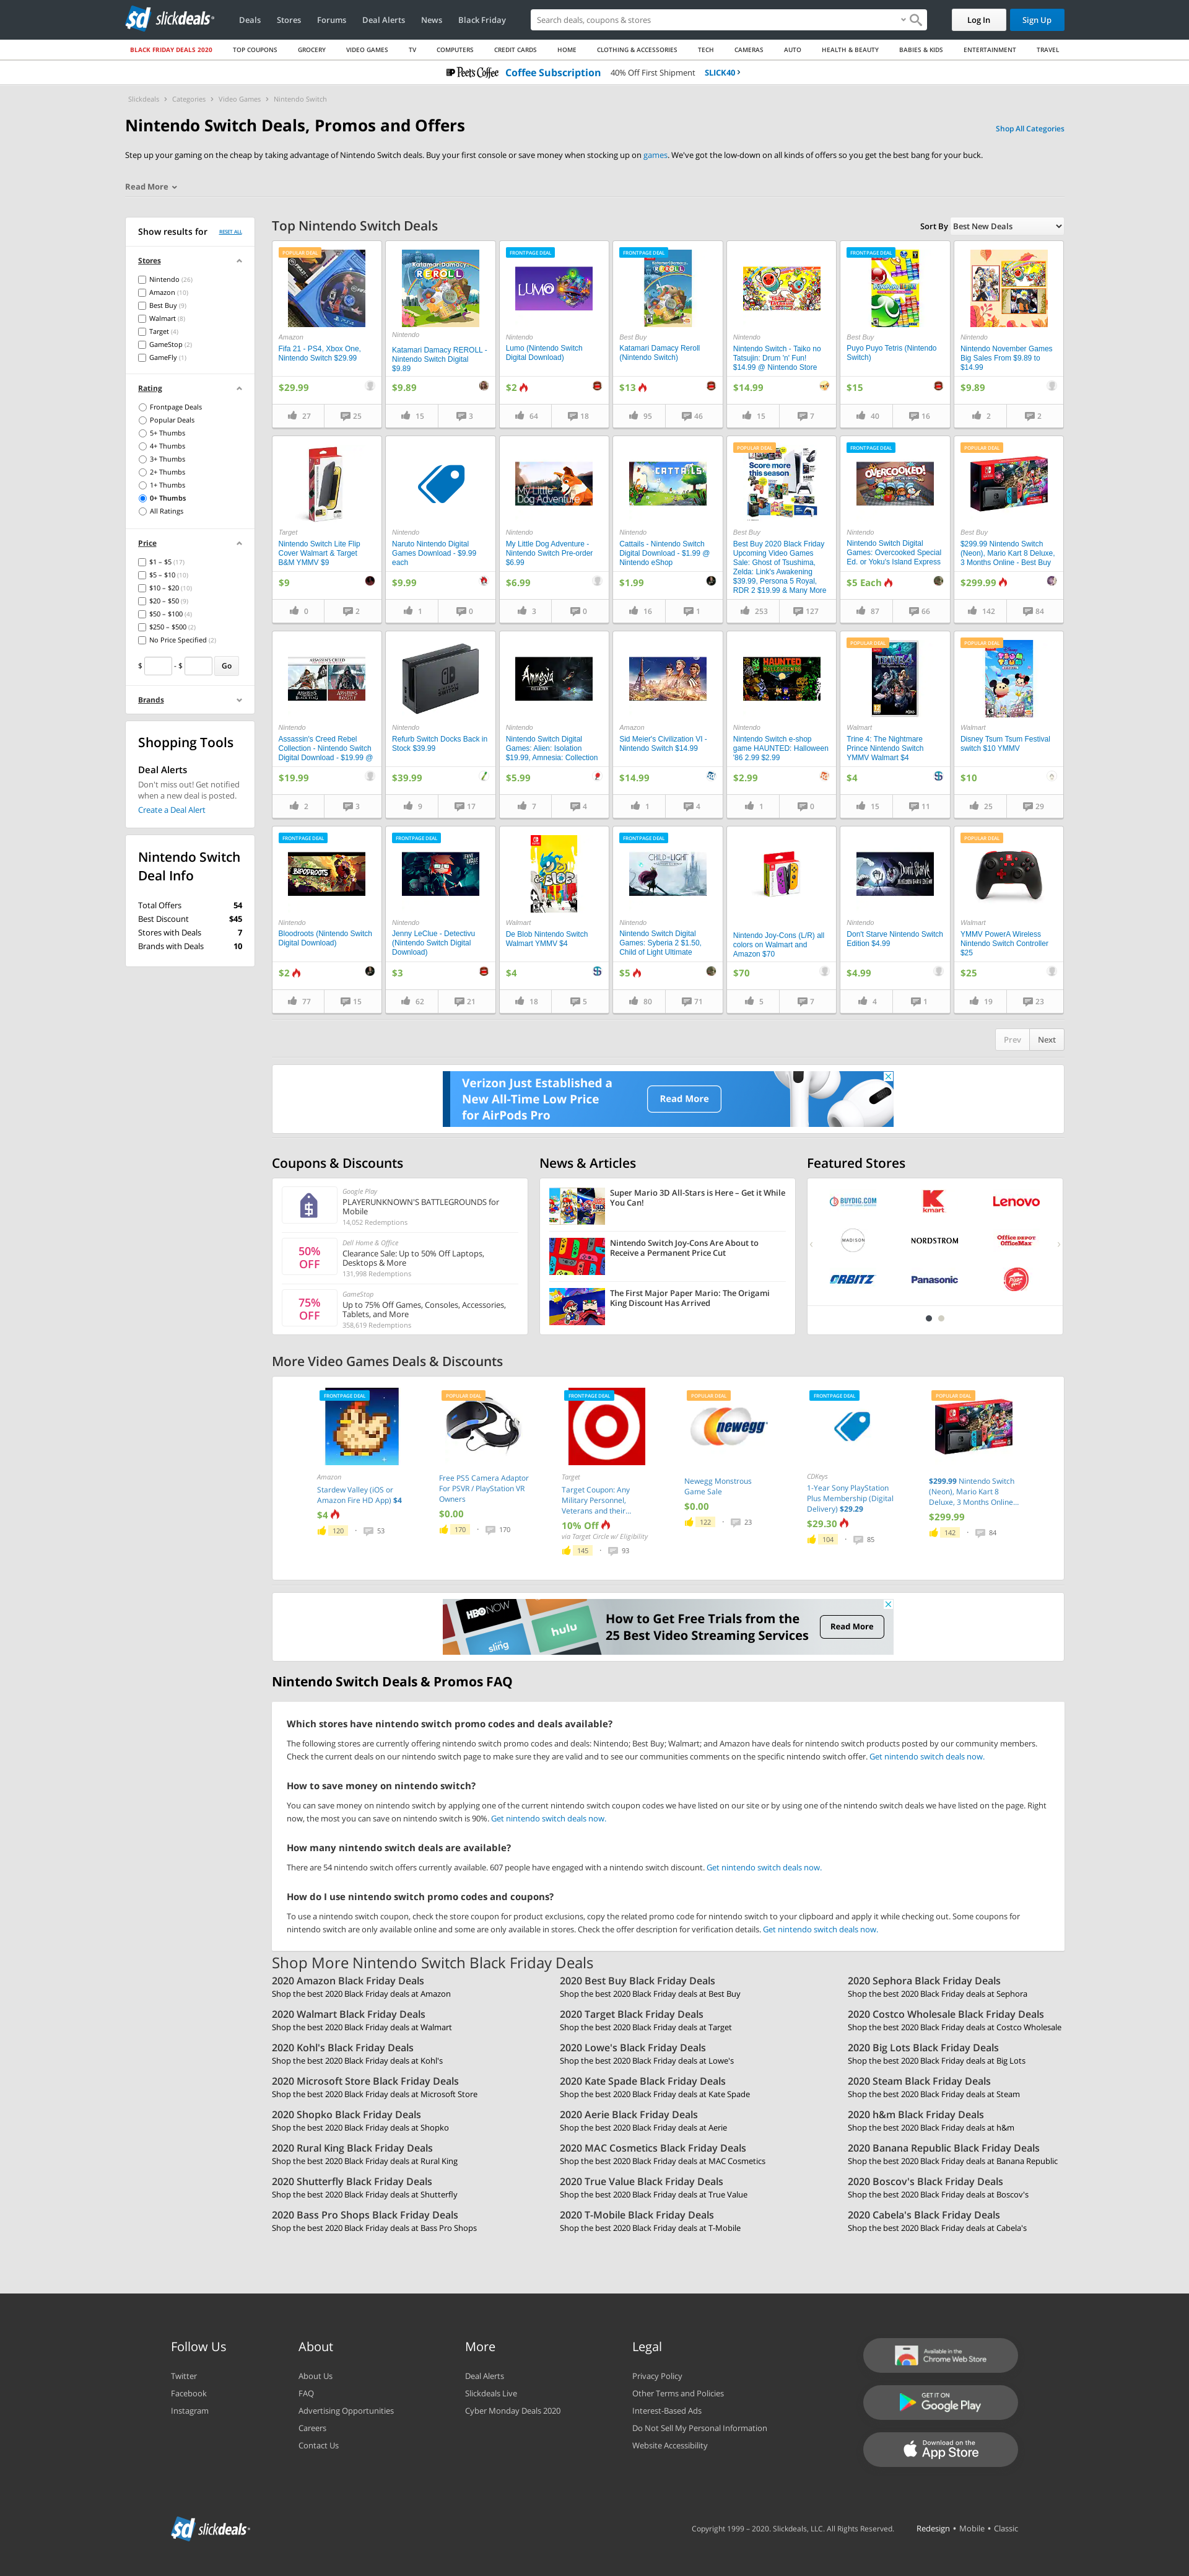 slickdeals
Deals
Stores
Forums
Deal Alerts
News
Black Friday
Search deals, coupons & stores
Log In
Sign Up
BLACK FRIDAY DEALS 2020
TOP COUPONS
GROCERY
VIDEO GAMES
TV
COMPUTERS
CREDIT CARDS
HOME
CLOTHING & ACCESSORIES
TECH
CAMERAS
AUTO
HEALTH & BEAUTY
BABIES & KIDS
ENTERTAINMENT
TRAVEL
Peet's Coffee Coffee Subscription 40% Off First Shipment SLICK40 ›
Slickdeals › Categories › Video Games › Nintendo Switch
Nintendo Switch Deals, Promos and Offers
Shop All Categories
Step up your gaming on the cheap by taking advantage of Nintendo Switch deals. Buy your first console or save money when stocking up on games. We've got the low-down on all kinds of offers so you get the best bang for your buck.
Read More
Show results for
RESET ALL
Stores
Nintendo (26)
Amazon (10)
Best Buy (9)
Walmart (8)
Target (4)
GameStop (2)
GameFly (1)
Rating
Frontpage Deals
Popular Deals
5+ Thumbs
4+ Thumbs
3+ Thumbs
2+ Thumbs
1+ Thumbs
0+ Thumbs
All Ratings
Price
$1 – $5 (17)
$5 – $10 (10)
$10 – $20 (10)
$20 – $50 (9)
$50 – $100 (4)
$250 – $500 (2)
No Price Specified (2)
$ - $ Go
Brands
Shopping Tools
Deal Alerts
Don't miss out! Get notified
when a new deal is posted.
Create a Deal Alert
Nintendo Switch
Deal Info
Total Offers 54
Best Discount $45
Stores with Deals 7
Brands with Deals 10
Top Nintendo Switch Deals
Sort By Best New Deals
POPULAR DEAL
Amazon
Fifa 21 - PS4, Xbox One,
Nintendo Switch $29.99
$29.99
27 25
Nintendo
Katamari Damacy REROLL -
Nintendo Switch Digital
$9.89
$9.89
15 3
FRONTPAGE DEAL
LUMO
Nintendo
Lumo (Nintendo Switch
Digital Download)
$2
64 18
FRONTPAGE DEAL
Best Buy
Katamari Damacy Reroll
(Nintendo Switch)
$13
95 46
Nintendo
Nintendo Switch - Taiko no
Tatsujin: Drum 'n' Fun!
$14.99 @ Nintendo Store
$14.99
15 7
FRONTPAGE DEAL
Best Buy
Puyo Puyo Tetris (Nintendo
Switch)
$15
40 16
Nintendo
Nintendo November Games
Big Sales From $9.89 to
$14.99
$9.89
2 2
Target
Nintendo Switch Lite Flip
Cover Walmart & Target
B&M YMMV $9
$9
0 2
Nintendo
Naruto Nintendo Digital
Games Download - $9.99
each
$9.99
1 0
My Little
Dog Adventure
Nintendo
My Little Dog Adventure -
Nintendo Switch Pre-order
$6.99
$6.99
3 0
CATTAILS
Nintendo
Cattails - Nintendo Switch
Digital Download - $1.99 @
Nintendo eShop
$1.99
16 1
POPULAR DEAL
Score more
this season
Best Buy
Best Buy 2020 Black Friday
Upcoming Video Games
Sale: Ghost of Tsushima,
Zelda: Link's Awakening
$39.99, Persona 5 Royal,
RDR 2 $19.99 & Many More
253 127
FRONTPAGE DEAL
OVERCOOKED!
Nintendo
Nintendo Switch Digital
Games: Overcooked Special
Ed. or Yoku's Island Express
$5 Each
87 66
POPULAR DEAL
Best Buy
$299.99 Nintendo Switch
(Neon), Mario Kart 8 Deluxe,
3 Months Online - Best Buy
$299.99
142 84
Nintendo
Assassin's Creed Rebel
Collection - Nintendo Switch
Digital Download - $19.99 @
$19.99
2 3
Nintendo
Refurb Switch Docks Back in
Stock $39.99
$39.99
9 17
Amnesia
Nintendo
Nintendo Switch Digital
Games: Alien: Isolation
$19.99, Amnesia: Collection
$5.99
7 4
Amazon
Sid Meier's Civilization VI -
Nintendo Switch $14.99
$14.99
1 4
HAUNTED
Nintendo
Nintendo Switch e-shop
game HAUNTED: Halloween
'86 2.99 $2.99
$2.99
1 0
POPULAR DEAL
Walmart
Trine 4: The Nightmare
Prince Nintendo Switch
YMMV Walmart $4
$4
15 11
POPULAR DEAL
Walmart
Disney Tsum Tsum Festival
switch $10 YMMV
$10
25 29
FRONTPAGE DEAL
Nintendo
Bloodroots (Nintendo Switch
Digital Download)
$2
77 15
FRONTPAGE DEAL
Nintendo
Jenny LeClue - Detectivu
(Nintendo Switch Digital
Download)
$3
62 21
Walmart
De Blob Nintendo Switch
Walmart YMMV $4
$4
18 5
FRONTPAGE DEAL
CHILD of LIGHT
Nintendo
Nintendo Switch Digital
Games: Syberia 2 $1.50,
Child of Light Ultimate
$5
80 71
Nintendo Joy-Cons (L/R) all
colors on Walmart and
Amazon $70
$70
5 7
Don't Starve
Nintendo
Don't Starve Nintendo Switch
Edition $4.99
$4.99
4 1
POPULAR DEAL
Walmart
YMMV PowerA Wireless
Nintendo Switch Controller
$25
$25
19 23
Prev Next
Verizon Just Established a
New All-Time Low Price
for AirPods Pro
Read More
Coupons & Discounts
Google Play
PLAYERUNKNOWN'S BATTLEGROUNDS for
Mobile
14,052 Redemptions
50%
OFF
Dell Home & Office
Clearance Sale: Up to 50% Off Laptops,
Desktops & More
131,998 Redemptions
75%
OFF
GameStop
Up to 75% Off Games, Consoles, Accessories,
Tablets, and More
358,619 Redemptions
News & Articles
Super Mario 3D All-Stars is Here – Get it While
You Can!
Nintendo Switch Joy-Cons Are About to
Receive a Permanent Price Cut
The First Major Paper Mario: The Origami
King Discount Has Arrived
Featured Stores
BUYDIG.COM
kmart
Lenovo
MADISON
NORDSTROM
Office DEPOT
OfficeMax
ORBITZ
Panasonic
Pizza Hut
More Video Games Deals & Discounts
FRONTPAGE DEAL
Amazon
Stardew Valley (iOS or
Amazon Fire HD App) $4
$4
120 · 53
POPULAR DEAL
Free PS5 Camera Adaptor
For PSVR / PlayStation VR
Owners
$0.00
170 · 170
FRONTPAGE DEAL
Target
Target Coupon: Any
Military Personnel,
Veterans and their...
10% Off
via Target Circle w/ Eligibility
145 · 93
POPULAR DEAL
newegg
Newegg Monstrous
Game Sale
$0.00
122 · 23
FRONTPAGE DEAL
CDKeys
1-Year Sony PlayStation
Plus Membership (Digital
Delivery) $29.29
$29.30
104 · 85
POPULAR DEAL
$299.99 Nintendo Switch
(Neon), Mario Kart 8
Deluxe, 3 Months Online...
$299.99
142 · 84
HBO NOW
sling
hulu
How to Get Free Trials from the
25 Best Video Streaming Services
Read More
Nintendo Switch Deals & Promos FAQ
Which stores have nintendo switch promo codes and deals available?
The following stores are currently offering nintendo switch promo codes and deals: Nintendo; Best Buy; Walmart; and Amazon have deals for nintendo switch products posted by our community members.
Check the current deals on our nintendo switch page to make sure they are valid and to see our communities comments on the specific nintendo switch offer. Get nintendo switch deals now.
How to save money on nintendo switch?
You can save money on nintendo switch by applying one of the current nintendo switch coupon codes we have listed on our site or by using one of the nintendo switch deals we have listed on the page. Right
now, the most you can save on nintendo switch is 90%. Get nintendo switch deals now.
How many nintendo switch deals are available?
There are 54 nintendo switch offers currently available. 607 people have engaged with a nintendo switch discount. Get nintendo switch deals now.
How do I use nintendo switch promo codes and coupons?
To use a nintendo switch coupon, check the store coupon for product exclusions, copy the related promo code for nintendo switch to your clipboard and apply it while checking out. Some coupons for
nintendo switch are only available online and some are only available in stores. Check the offer description for verification details. Get nintendo switch deals now.
Shop More Nintendo Switch Black Friday Deals
2020 Amazon Black Friday Deals
Shop the best 2020 Black Friday deals at Amazon
2020 Best Buy Black Friday Deals
Shop the best 2020 Black Friday deals at Best Buy
2020 Sephora Black Friday Deals
Shop the best 2020 Black Friday deals at Sephora
2020 Walmart Black Friday Deals
Shop the best 2020 Black Friday deals at Walmart
2020 Target Black Friday Deals
Shop the best 2020 Black Friday deals at Target
2020 Costco Wholesale Black Friday Deals
Shop the best 2020 Black Friday deals at Costco Wholesale
2020 Kohl's Black Friday Deals
Shop the best 2020 Black Friday deals at Kohl's
2020 Lowe's Black Friday Deals
Shop the best 2020 Black Friday deals at Lowe's
2020 Big Lots Black Friday Deals
Shop the best 2020 Black Friday deals at Big Lots
2020 Microsoft Store Black Friday Deals
Shop the best 2020 Black Friday deals at Microsoft Store
2020 Kate Spade Black Friday Deals
Shop the best 2020 Black Friday deals at Kate Spade
2020 Steam Black Friday Deals
Shop the best 2020 Black Friday deals at Steam
2020 Shopko Black Friday Deals
Shop the best 2020 Black Friday deals at Shopko
2020 Aerie Black Friday Deals
Shop the best 2020 Black Friday deals at Aerie
2020 h&m Black Friday Deals
Shop the best 2020 Black Friday deals at h&m
2020 Rural King Black Friday Deals
Shop the best 2020 Black Friday deals at Rural King
2020 MAC Cosmetics Black Friday Deals
Shop the best 2020 Black Friday deals at MAC Cosmetics
2020 Banana Republic Black Friday Deals
Shop the best 2020 Black Friday deals at Banana Republic
2020 Shutterfly Black Friday Deals
Shop the best 2020 Black Friday deals at Shutterfly
2020 True Value Black Friday Deals
Shop the best 2020 Black Friday deals at True Value
2020 Boscov's Black Friday Deals
Shop the best 2020 Black Friday deals at Boscov's
2020 Bass Pro Shops Black Friday Deals
Shop the best 2020 Black Friday deals at Bass Pro Shops
2020 T-Mobile Black Friday Deals
Shop the best 2020 Black Friday deals at T-Mobile
2020 Cabela's Black Friday Deals
Shop the best 2020 Black Friday deals at Cabela's
Follow Us
Twitter
Facebook
Instagram
About
About Us
FAQ
Advertising Opportunities
Careers
Contact Us
More
Deal Alerts
Slickdeals Live
Cyber Monday Deals 2020
Legal
Privacy Policy
Other Terms and Policies
Interest-Based Ads
Do Not Sell My Personal Information
Website Accessibility
Available in the
Chrome Web Store
GET IT ON
Google Play
Download on the
App Store
slickdeals
Copyright 1999 – 2020. Slickdeals, LLC. All Rights Reserved.
Redesign • Mobile • Classic